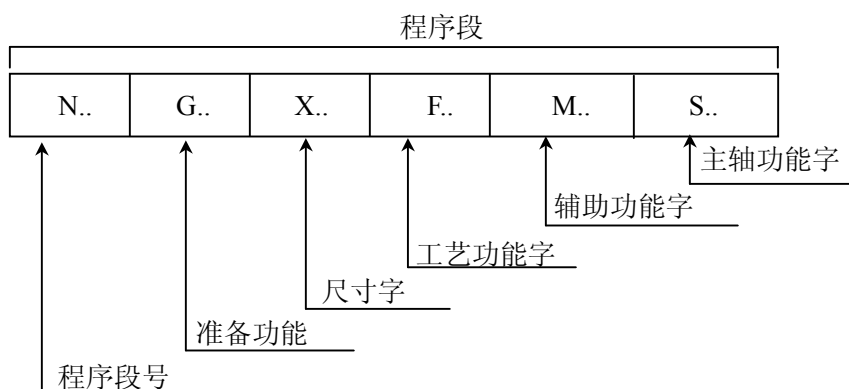 程序段
N.. G.. X.. F.. M.. S..
主轴功能字
辅助功能字
工艺功能字
尺寸字
准备功能
程序段号